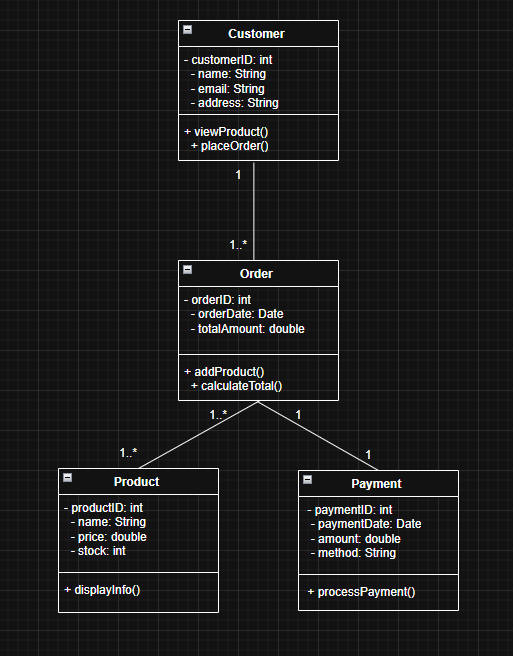 Customer
- customerID: int
- name: String
- email: String
- address: String
+ viewProduct()
+ placeOrder()
1
1..*
Order
- orderID: int
- orderDate: Date
- totalAmount: double
+ addProduct()
+ calculateTotal()
1..*
1
1..*
1
Product
- productID: int
- name: String
- price: double
- stock: int
+ displayInfo()
Payment
- paymentID: int
- paymentDate: Date
- amount: double
- method: String
+ processPayment()